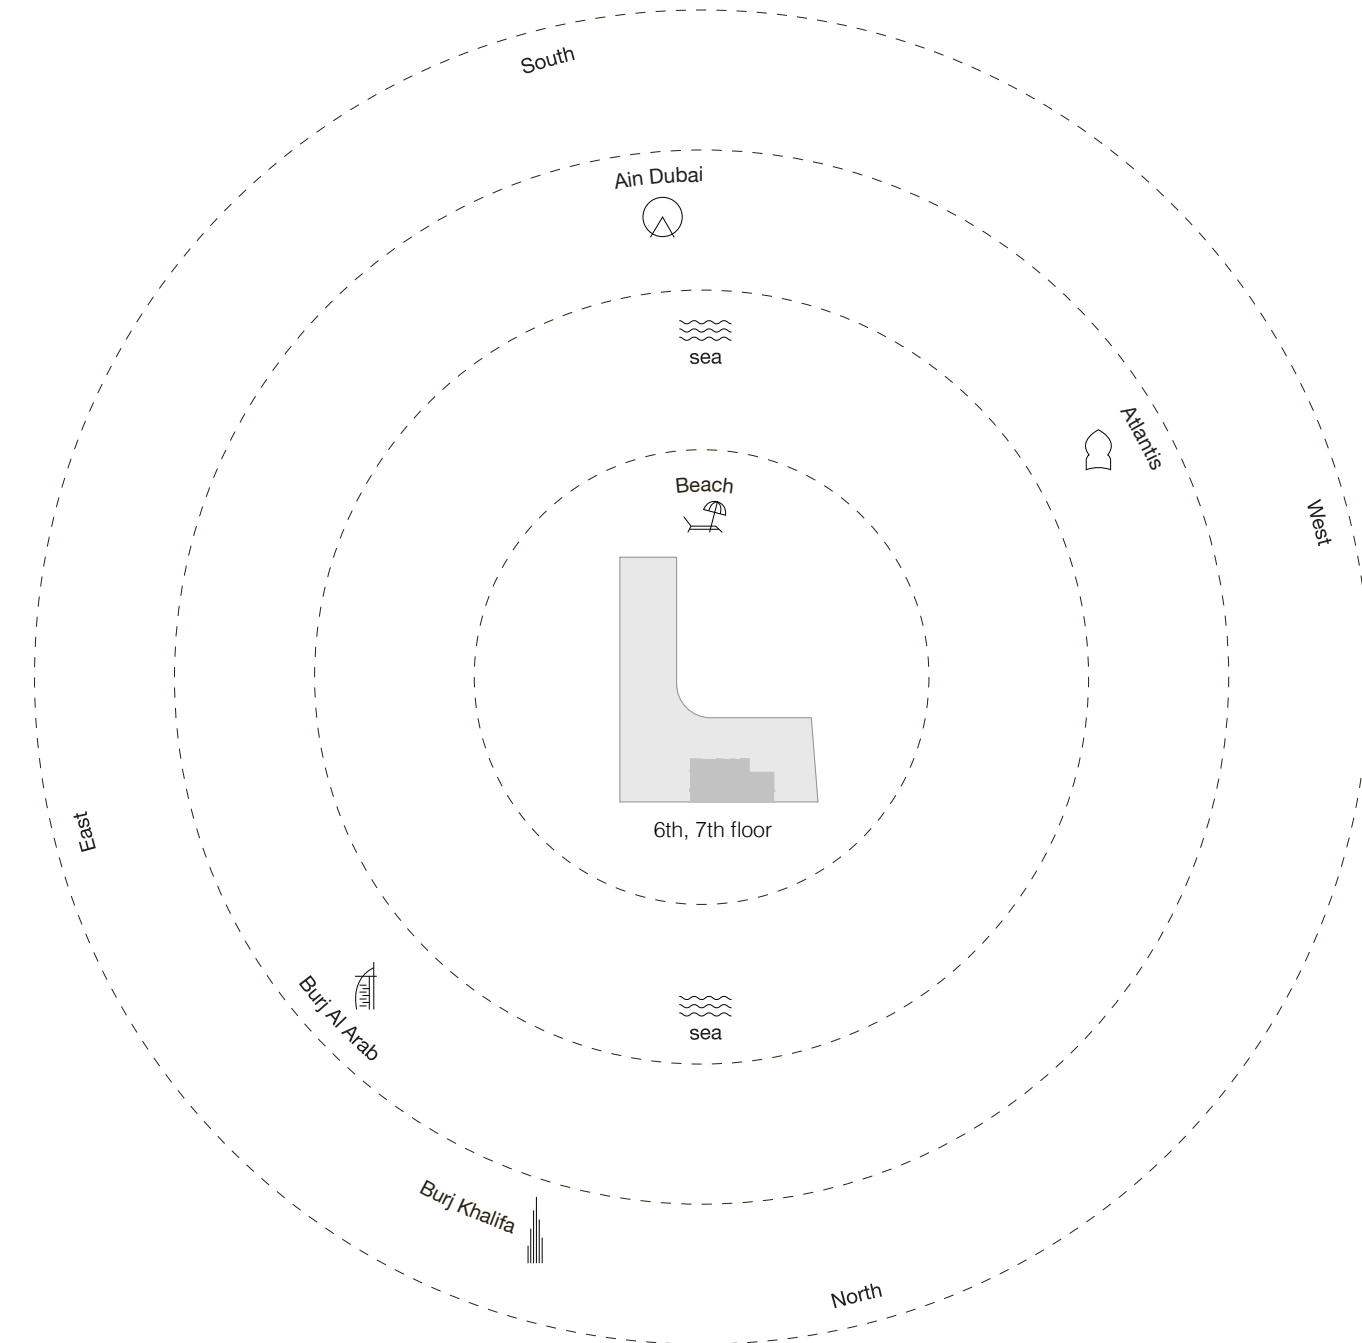 South
Ain Dubai
sea
Atlantis
Beach
West
East
6th, 7th floor
Burj Al Arab
sea
Burj Khalifa
North